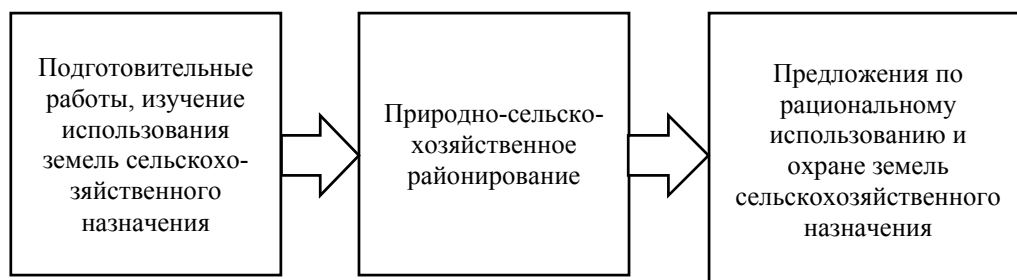 Подготовительные
работы, изучение
использования
земель сельскохо-
зяйственного
назначения
Природно-сельско-
хозяйственное
районирование
Предложения по
рациональному
использованию и
охране земель
сельскохозяйственного
назначения